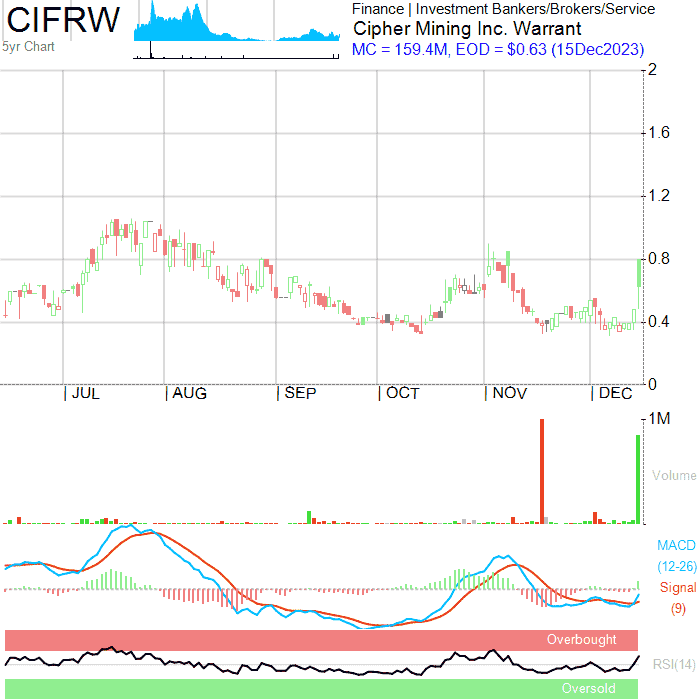 CIFRW
5yr Chart
Finance | Investment Bankers/Brokers/Service
Cipher Mining Inc. Warrant
MC = 159.4M, EOD = $0.63 (15Dec2023)
2
1.6
1.2
0.8
0.4
0
JUL AUG SEP OCT NOV DEC
1M
Volume
MACD
(12-26)
Signal
(9)
Overbought
RSI(14)
Oversold